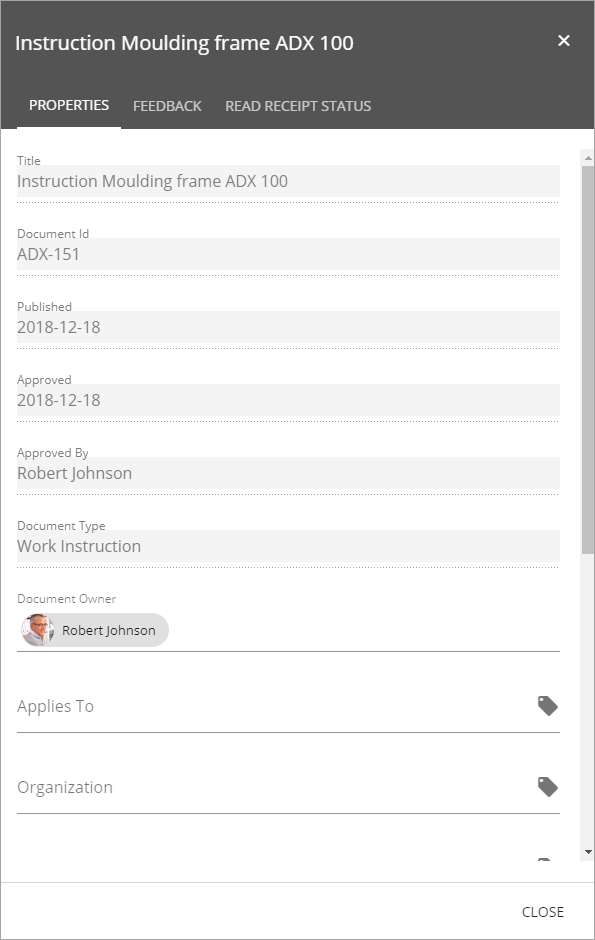 Instruction Moulding frame ADX 100
PROPERTIES FEEDBACK READ RECEIPT STATUS
Title
Instruction Moulding frame ADX 100
Document Id
ADX-151
Published
2018-12-18
Approved
2018-12-18
Approved By
Robert Johnson
Document Type
Work Instruction
Document Owner
Robert Johnson
Applies To
Organization
CLOSE